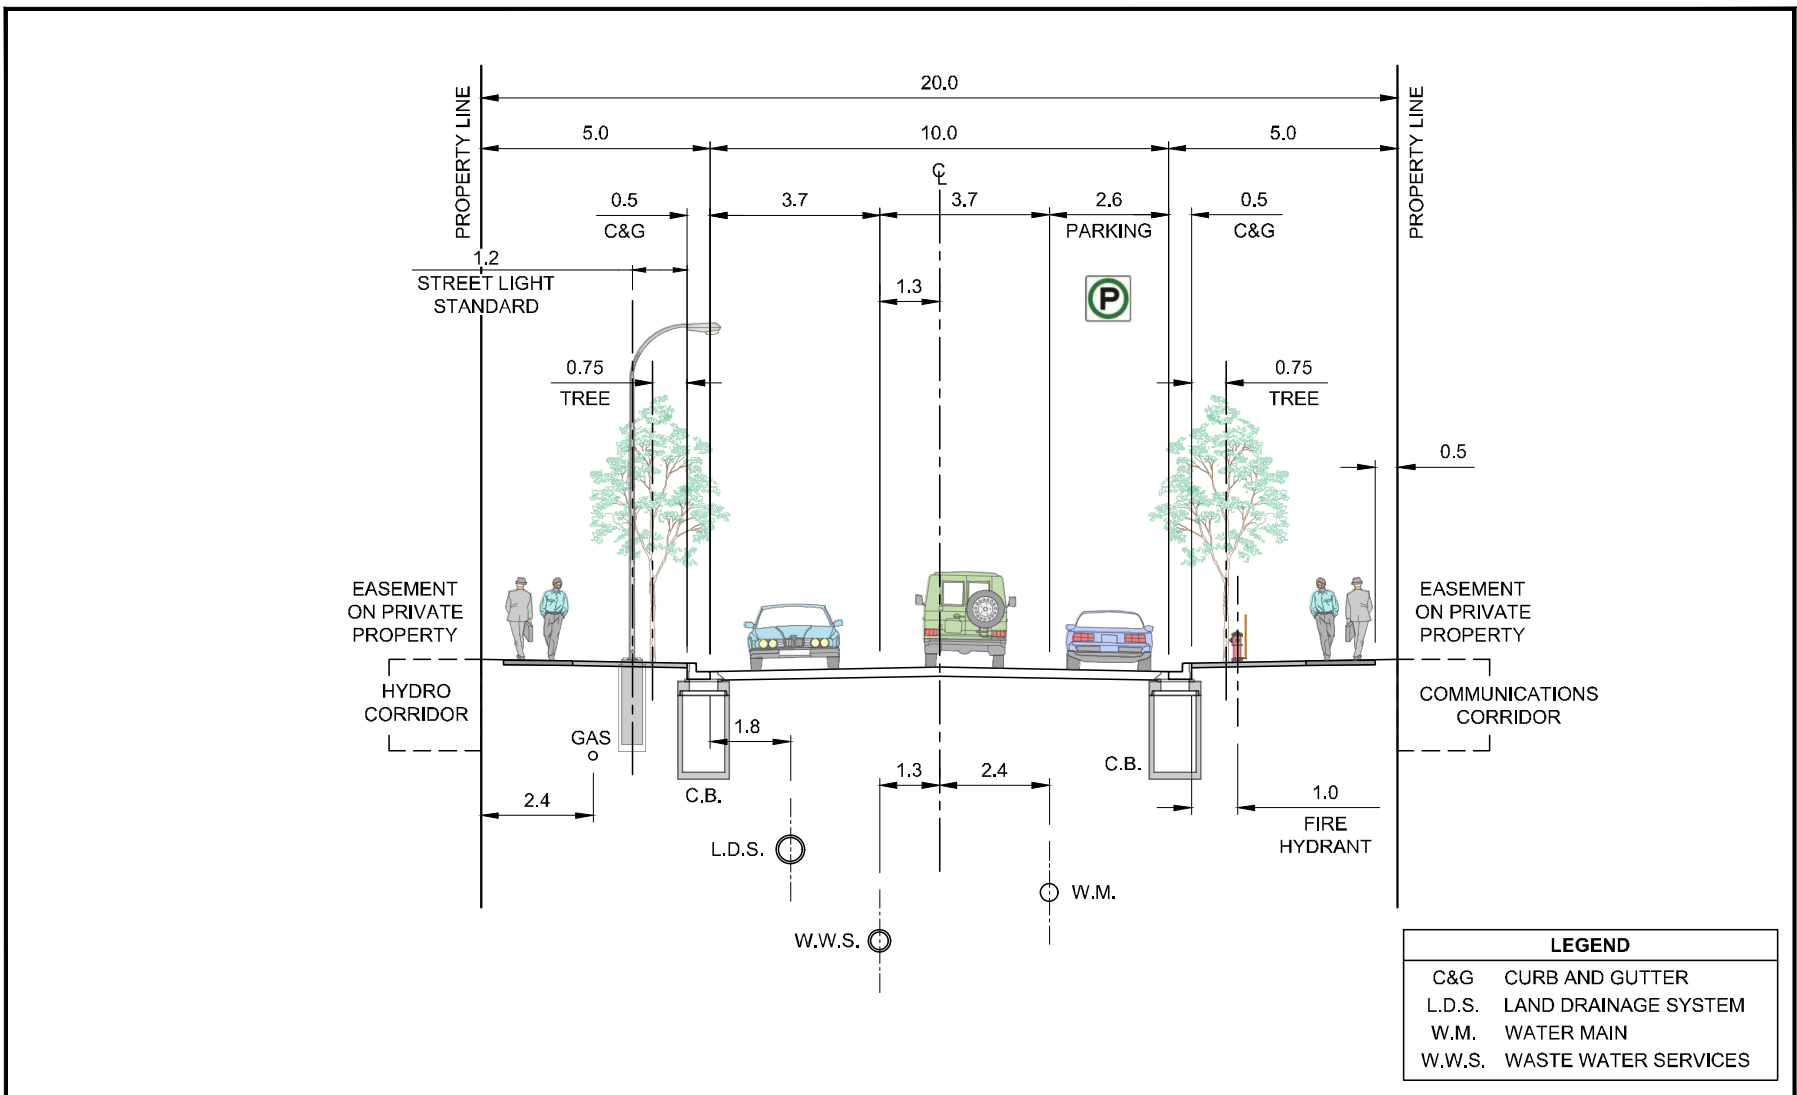 20.0
PROPERTY LINE
PROPERTY LINE
5.0
10.0
5.0
℄
0.5
C&G
3.7
3.7
2.6
PARKING
0.5
C&G
1.2
STREET LIGHT
STANDARD
1.3
P
0.75
TREE
0.75
TREE
0.5
EASEMENT
ON PRIVATE
PROPERTY
EASEMENT
ON PRIVATE
PROPERTY
HYDRO
CORRIDOR
COMMUNICATIONS
CORRIDOR
GAS
1.8
C.B.
C.B.
1.3
2.4
2.4
1.0
FIRE
HYDRANT
L.D.S.
W.M.
W.W.S.
LEGEND
C&G CURB AND GUTTER
L.D.S. LAND DRAINAGE SYSTEM
W.M. WATER MAIN
W.W.S. WASTE WATER SERVICES